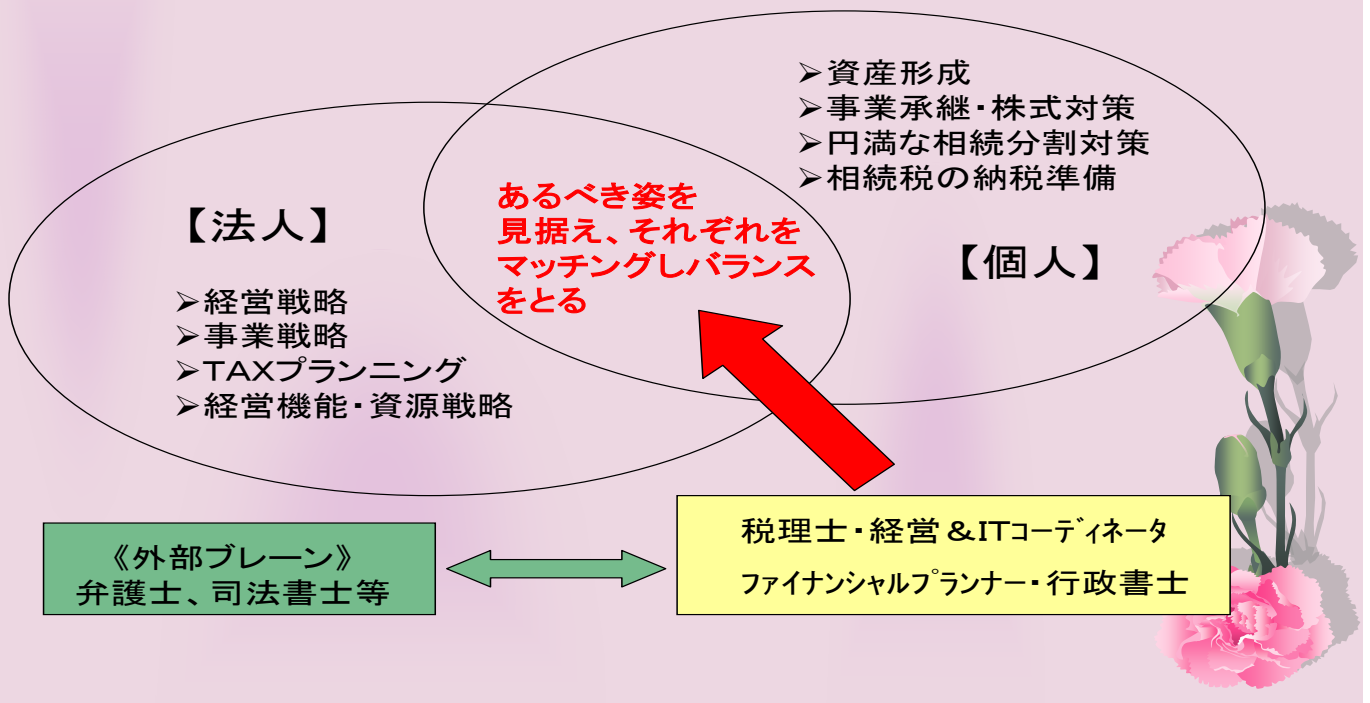 【法人】
➢経営戦略
➢事業戦略
➢TAXプランニング
➢経営機能・資源戦略
あるべき姿を
見据え、それぞれを
マッチングしバランス
をとる
➢資産形成
➢事業承継・株式対策
➢円満な相続分割対策
➢相続税の納税準備
【個人】
《外部ブレーン》
弁護士、司法書士等
税理士・経営&ITコーディネータ
ファイナンシャルプランナー・行政書士